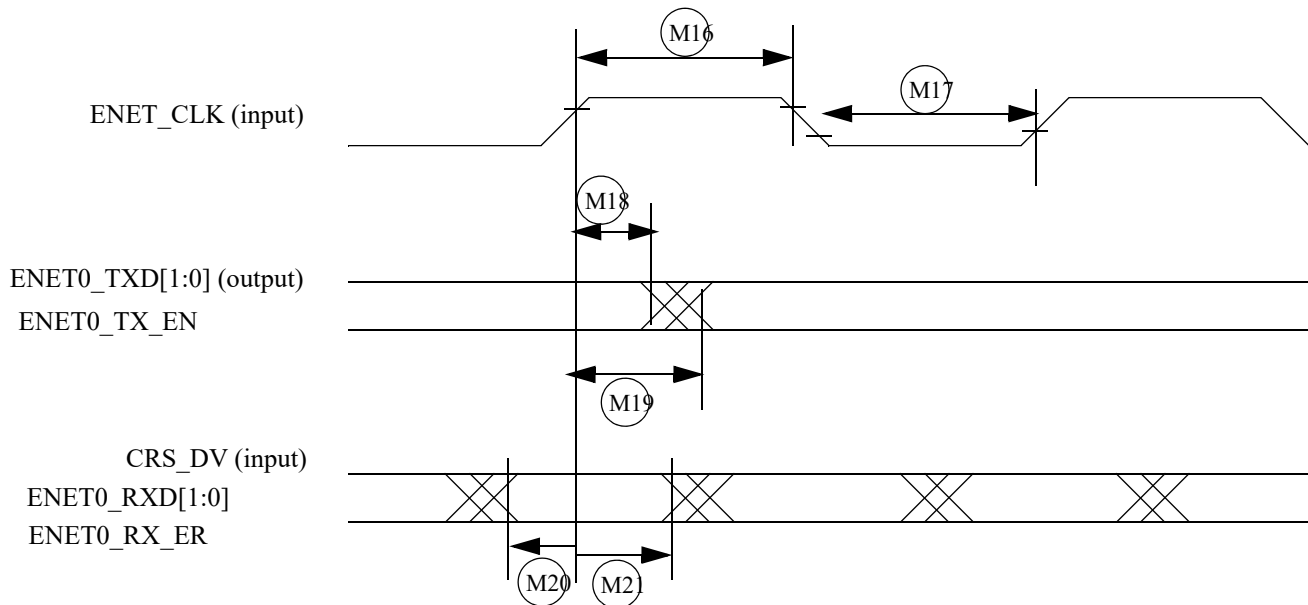 M16
M17
ENET_CLK (input)
M18
ENET0_TXD[1:0] (output)
ENET0_TX_EN
M19
CRS_DV (input)
ENET0_RXD[1:0]
ENET0_RX_ER
M20
M21